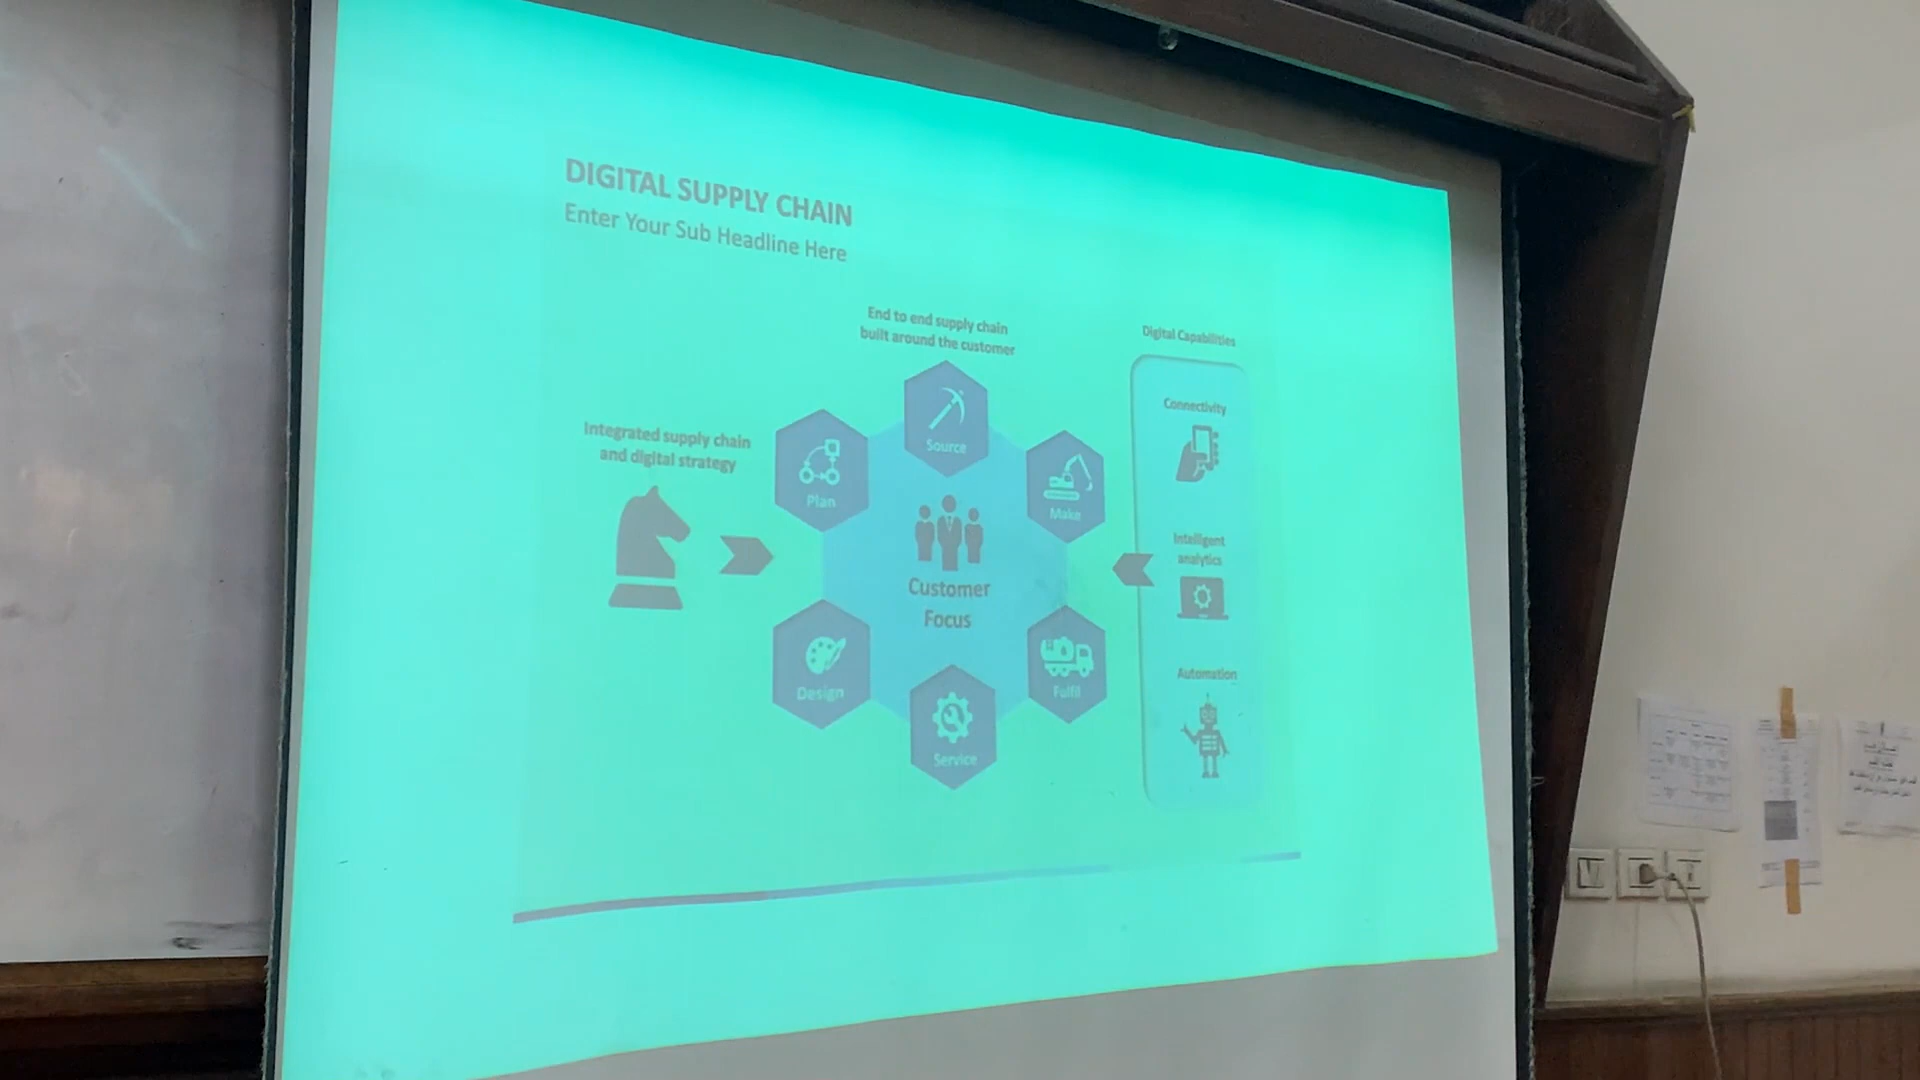 DIGITAL SUPPLY CHAIN
Enter Your Sub Headline Here
End to end supply chain
built around the customer
Digital Capabilities
Integrated supply chain
and digital strategy
Plan
Source
Make
Customer
Focus
Design
Service
Fulfil
Connectivity
Intelligent
analytics
Automation